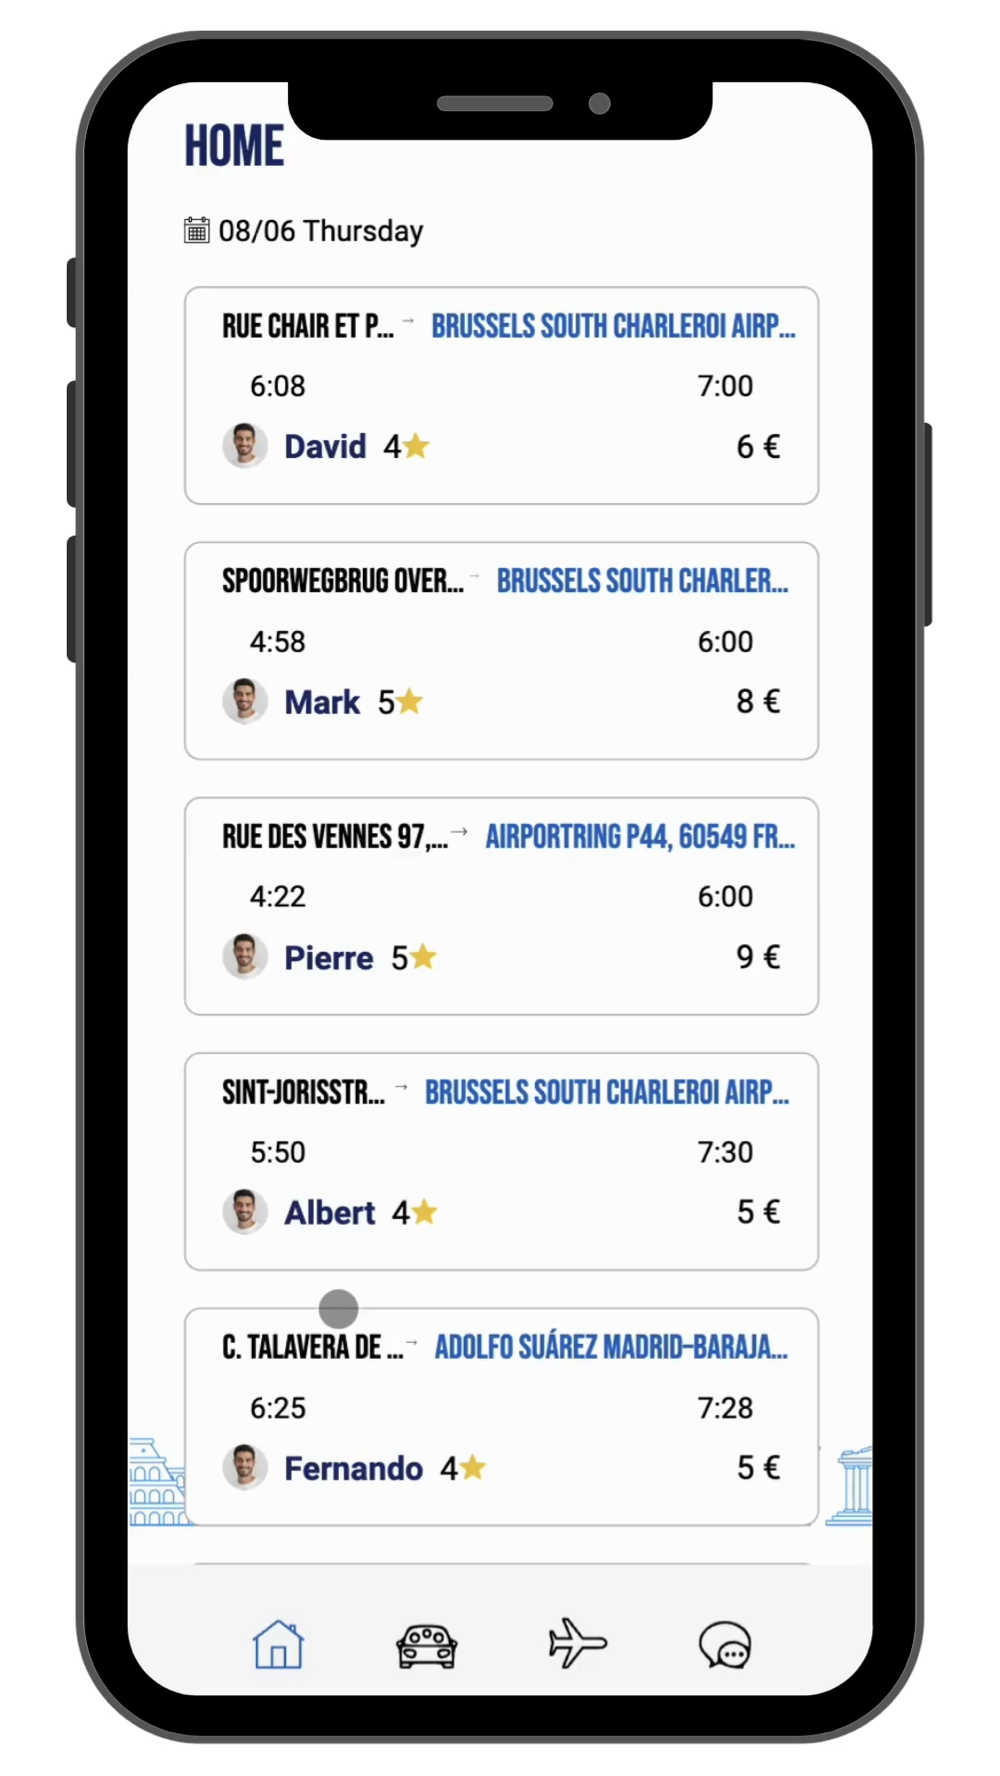 HOME
08/06 Thursday
RUE CHAIR ET P... → BRUSSELS SOUTH CHARLEROI AIRP...
6:08 7:00
David 4★ 6 €
SPOORWEGBRUG OVER... → BRUSSELS SOUTH CHARLER...
4:58 6:00
Mark 5★ 8 €
RUE DES VENNES 97,... → AIRPORTRING P44, 60549 FR...
4:22 6:00
Pierre 5★ 9 €
SINT-JORISSTR... → BRUSSELS SOUTH CHARLEROI AIRP...
5:50 7:30
Albert 4★ 5 €
C. TALAVERA DE ... → ADOLFO SUÁREZ MADRID–BARAJA...
6:25 7:28
Fernando 4★ 5 €